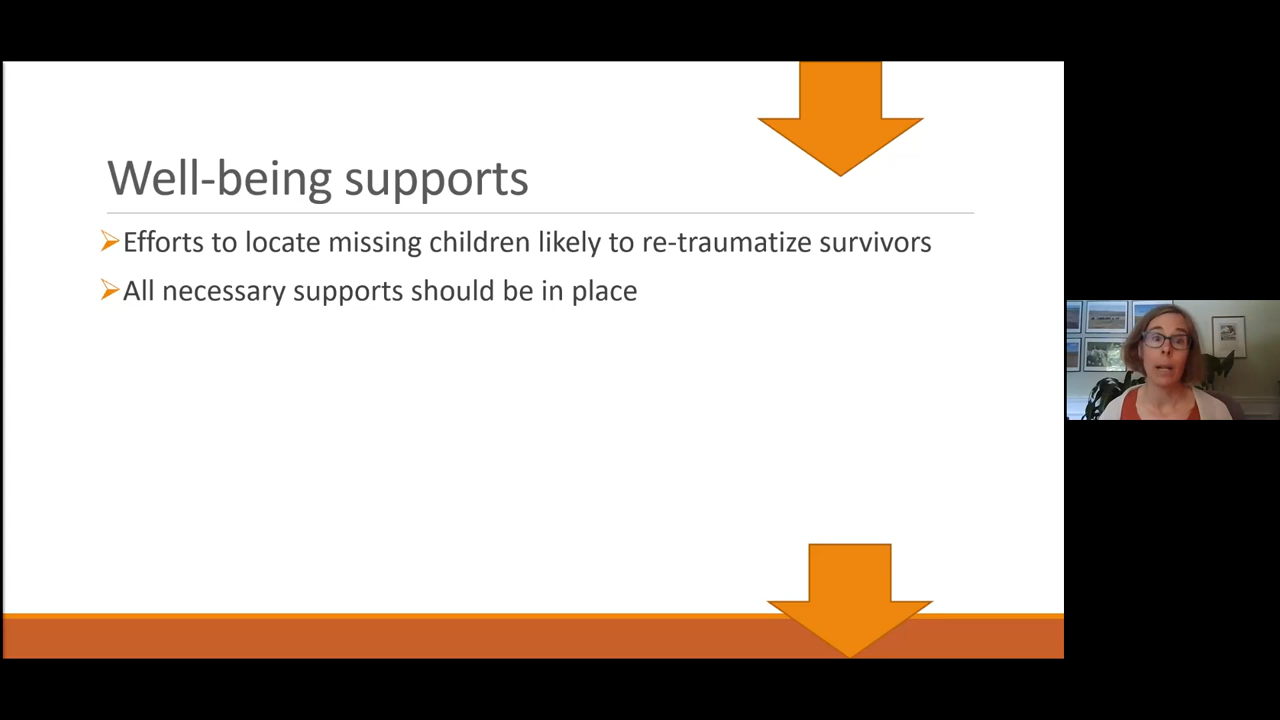 Well-being supports
Efforts to locate missing children likely to re-traumatize survivors
All necessary supports should be in place